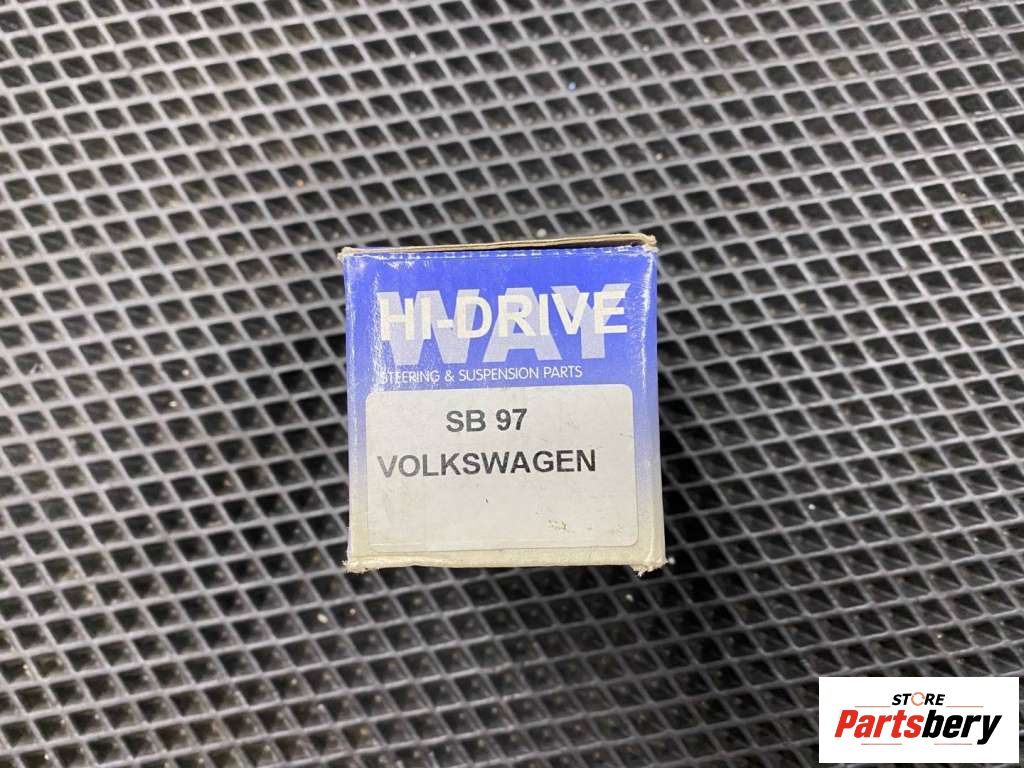 HI-DRIVE
WAY
STEERING & SUSPENSION PARTS
SB 97
VOLKSWAGEN
STORE
Partsbery